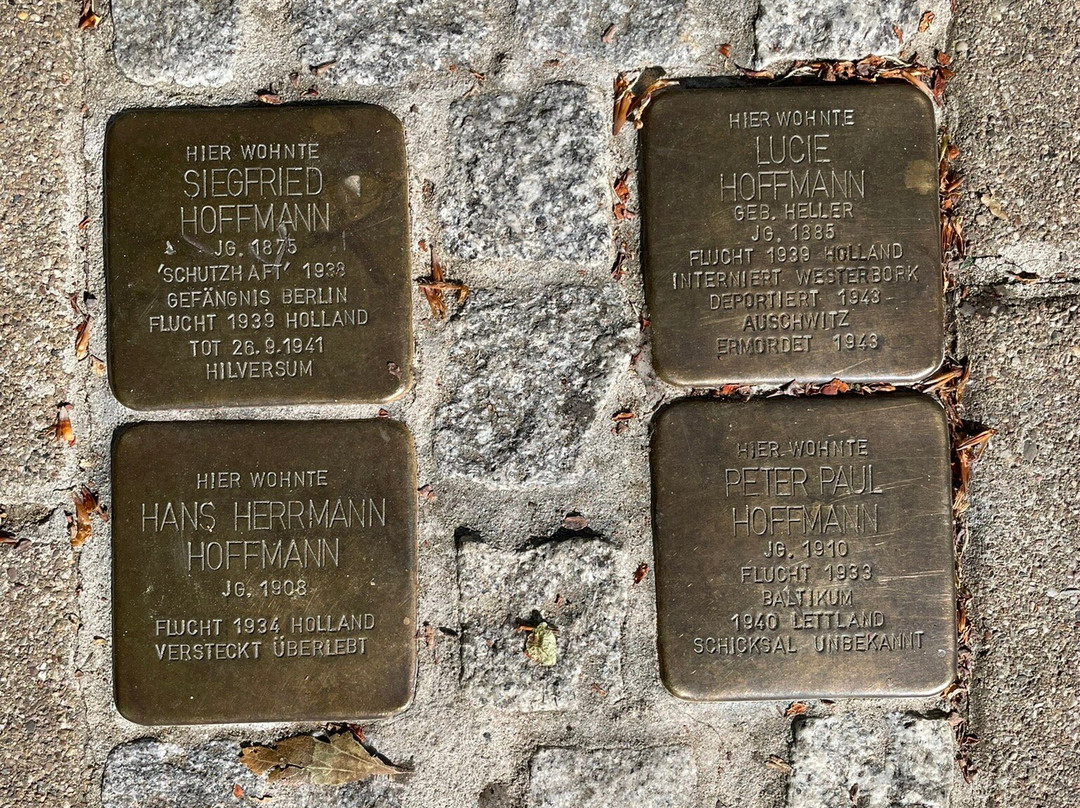 HIER WOHNTE
SIEGFRIED
HOFFMANN
JG. 1875
'SCHUTZHAFT' 1938
GEFÄNGNIS BERLIN
FLUCHT 1939 HOLLAND
TOT 26.9.1941
HILVERSUM
HIER WOHNTE
LUCIE
HOFFMANN
GEB. HELLER
JG. 1885
FLUCHT 1939 HOLLAND
INTERNIERT WESTERBORK
DEPORTIERT 1943
AUSCHWITZ
ERMORDET 1943
HIER WOHNTE
HANS HERRMANN
HOFFMANN
JG. 1908
FLUCHT 1934 HOLLAND
VERSTECKT ÜBERLEBT
HIER WOHNTE
PETER PAUL
HOFFMANN
JG. 1910
FLUCHT 1933
BALTIKUM
1940 LETTLAND
SCHICKSAL UNBEKANNT